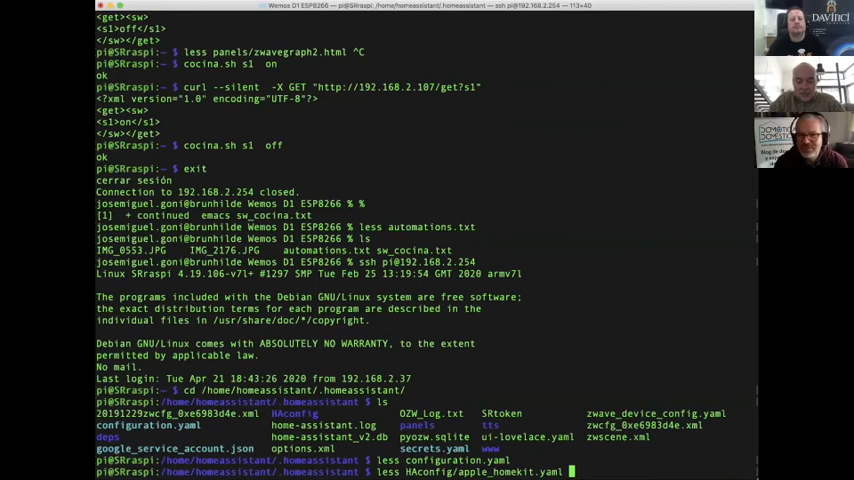 Wemos D1 ESP8266 — pi@SRraspi: /home/homeassistant/.homeassistant — ssh pi@192.168.2.254 — 113×40
<get><sw>
<s1>off</s1>
</sw></get>
pi@SRraspi:~ $ less panels/zwavegraph2.html ^C
pi@SRraspi:~ $ cocina.sh s1  on
ok
pi@SRraspi:~ $ curl --silent  -X GET "http://192.168.2.107/get?s1"
<?xml version="1.0" encoding="UTF-8"?>
<get><sw>
<s1>on</s1>
</sw></get>
pi@SRraspi:~ $ cocina.sh s1  off
ok
pi@SRraspi:~ $ exit
cerrar sesión
Connection to 192.168.2.254 closed.
josemiguel.goni@brunhilde Wemos D1 ESP8266 % %
[1]  + continued  emacs sw_cocina.txt
josemiguel.goni@brunhilde Wemos D1 ESP8266 % less automations.txt
josemiguel.goni@brunhilde Wemos D1 ESP8266 % ls
IMG_0553.JPG    IMG_2176.JPG    automations.txt sw_cocina.txt
josemiguel.goni@brunhilde Wemos D1 ESP8266 % ssh pi@192.168.2.254
Linux SRraspi 4.19.106-v7l+ #1297 SMP Tue Feb 25 13:19:54 GMT 2020 armv7l
The programs included with the Debian GNU/Linux system are free software;
the exact distribution terms for each program are described in the
individual files in /usr/share/doc/*/copyright.
Debian GNU/Linux comes with ABSOLUTELY NO WARRANTY, to the extent
permitted by applicable law.
No mail.
Last login: Tue Apr 21 18:43:26 2020 from 192.168.2.37
pi@SRraspi:~ $ cd /home/homeassistant/.homeassistant/
pi@SRraspi:/home/homeassistant/.homeassistant $ ls
20191229zwcfg_0xe6983d4e.xml  HAconfig  OZW_Log.txt  SRtoken  zwave_device_config.yaml
configuration.yaml  home-assistant.log  panels  tts  zwcfg_0xe6983d4e.xml
deps  home-assistant_v2.db  pyozw.sqlite  ui-lovelace.yaml  zwscene.xml
google_service_account.json  options.xml  secrets.yaml  www
pi@SRraspi:/home/homeassistant/.homeassistant $ less configuration.yaml
pi@SRraspi:/home/homeassistant/.homeassistant $ less HAconfig/apple_homekit.yaml
DAVINCI